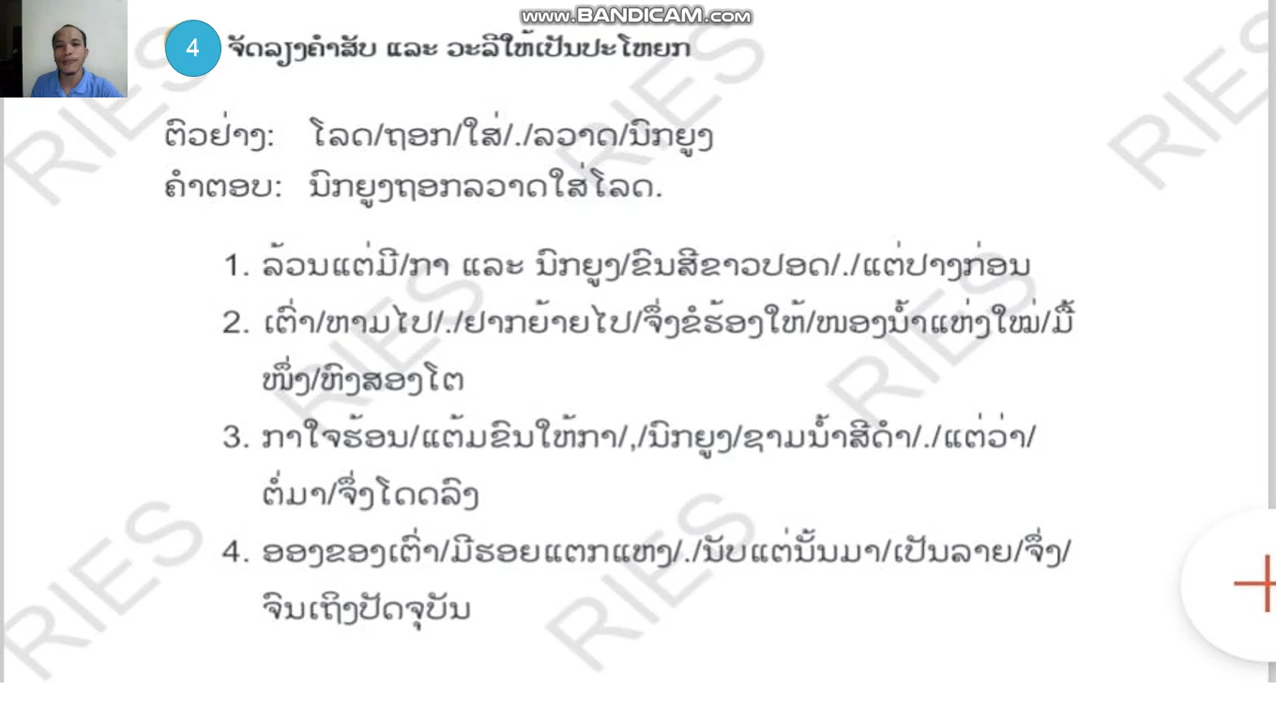 www.BANDICAM.com
4 ຈັດລຽງຄຳສັບ ແລະ ວະລີໃຫ້ເປັນປະໂຫຍກ
ຕົວຢ່າງ: ໂລດ/ຖອກ/ໃສ່/./ລວາດ/ນົກຍູງ
ຄຳຕອບ: ນົກຍູງຖອກລວາດໃສ່ໂລດ.
1. ລ້ວນແຕ່ມີ/ກາ ແລະ ນົກຍູງ/ຂົນສີຂາວປອດ/./ແຕ່ປາງກ່ອນ
2. ເຕົ່າ/ຫາມໄປ/./ຢາກຍ້າຍໄປ/ຈຶ່ງຂໍຮ້ອງໃຫ້/ໜອງນ້ຳແຫ່ງໃໝ່/ມື້
ໜຶ່ງ/ຫົງສອງໂຕ
3. ກາໃຈຮ້ອນ/ແຕ້ມຂົນໃຫ້ກາ/,/ນົກຍູງ/ຊາມນ້ຳສີດຳ/./ແຕ່ວ່າ/
ຕໍ່ມາ/ຈຶ່ງໂດດລົງ
4. ອອງຂອງເຕົ່າ/ມີຮອຍແຕກແຫງ/./ນັບແຕ່ນັ້ນມາ/ເປັນລາຍ/ຈຶ່ງ/
ຈົນເຖິງປັດຈຸບັນ
RIES
RIES
RIES
RIES
RIES
RIES
RIES